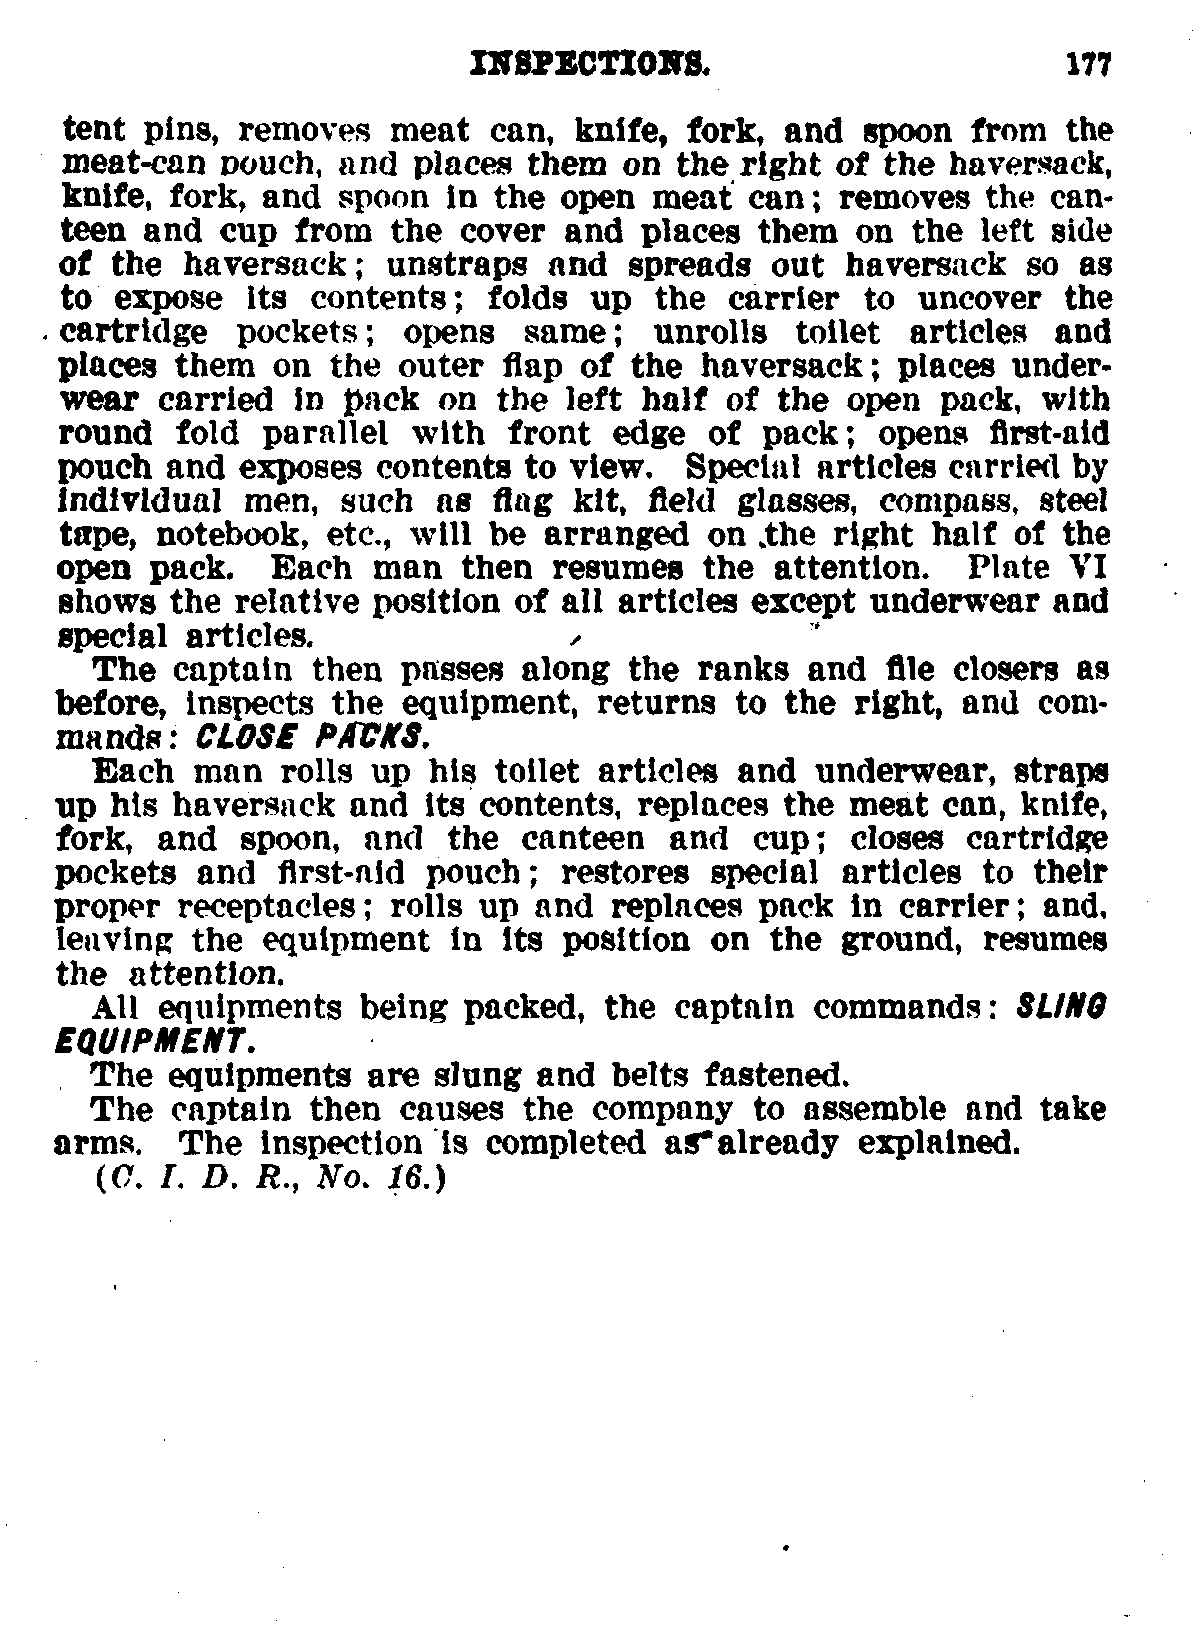 INSPECTIONS. 177
tent pins, removes meat can, knife, fork, and spoon from the
meat-can pouch, and places them on the right of the haversack,
knife, fork, and spoon in the open meat can; removes the can-
teen and cup from the cover and places them on the left side
of the haversack; unstraps and spreads out haversack so as
to expose its contents; folds up the carrier to uncover the
cartridge pockets; opens same; unrolls toilet articles and
places them on the outer flap of the haversack; places under-
wear carried in pack on the left half of the open pack, with
round fold parallel with front edge of pack; opens first-aid
pouch and exposes contents to view. Special articles carried by
individual men, such as flag kit, field glasses, compass, steel
tape, notebook, etc., will be arranged on the right half of the
open pack. Each man then resumes the attention. Plate VI
shows the relative position of all articles except underwear and
special articles.
The captain then passes along the ranks and file closers as
before, inspects the equipment, returns to the right, and com-
mands: CLOSE PACKS.
Each man rolls up his toilet articles and underwear, straps
up his haversack and its contents, replaces the meat can, knife,
fork, and spoon, and the canteen and cup; closes cartridge
pockets and first-aid pouch; restores special articles to their
proper receptacles; rolls up and replaces pack in carrier; and,
leaving the equipment in its position on the ground, resumes
the attention.
All equipments being packed, the captain commands: SLING
EQUIPMENT.
The equipments are slung and belts fastened.
The captain then causes the company to assemble and take
arms. The inspection is completed as already explained.
(C. I. D. R., No. 16.)